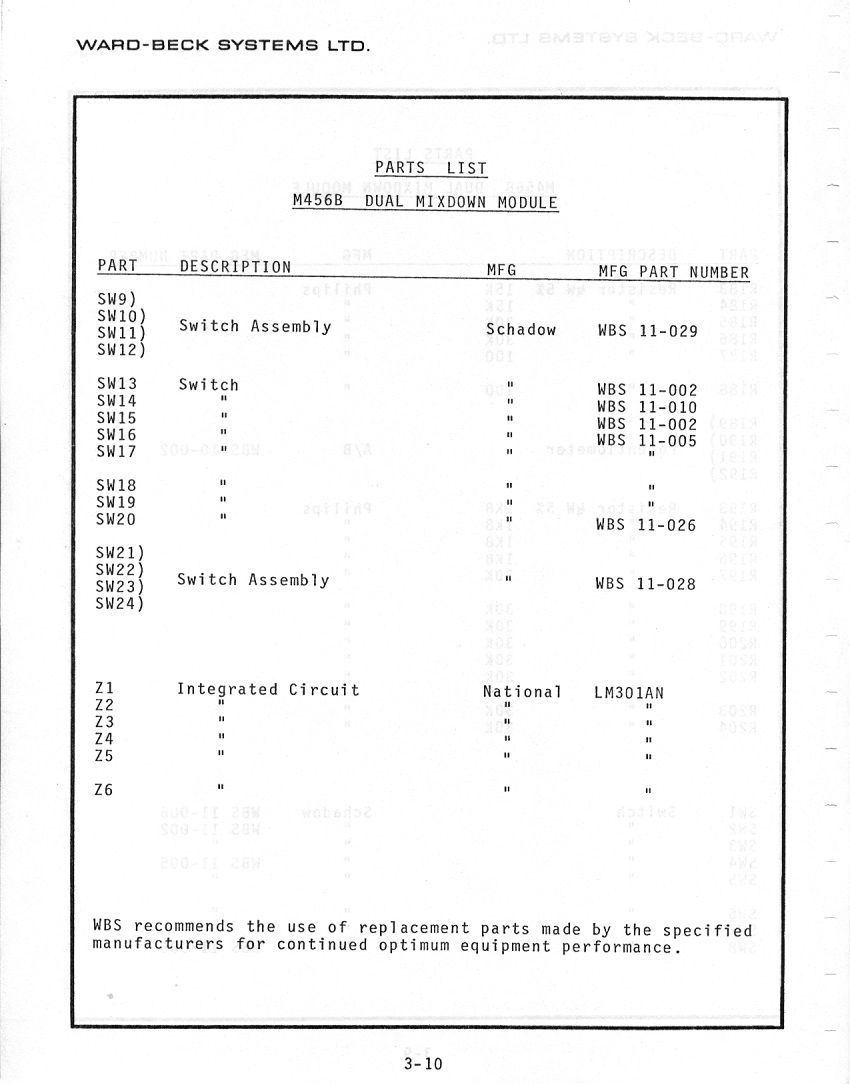 WARD-BECK SYSTEMS LTD.
PARTS LIST
M456B DUAL MIXDOWN MODULE
PART DESCRIPTION MFG MFG PART NUMBER
SW9)
SW10)
SW11) Switch Assembly Schadow WBS 11-029
SW12)
SW13 Switch " WBS 11-002
SW14 " " WBS 11-010
SW15 " " WBS 11-002
SW16 " " WBS 11-005
SW17 " " "
SW18 " " "
SW19 " " "
SW20 " " WBS 11-026
SW21)
SW22)
SW23) Switch Assembly " WBS 11-028
SW24)
Z1 Integrated Circuit National LM301AN
Z2 " " "
Z3 " " "
Z4 " " "
Z5 " " "
Z6 " " "
WBS recommends the use of replacement parts made by the specified
manufacturers for continued optimum equipment performance.
3-10